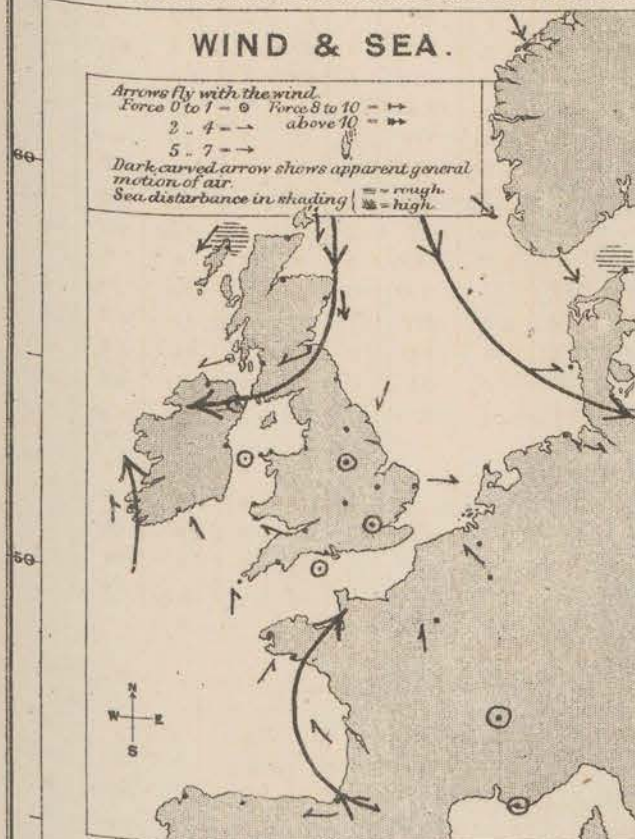 WIND & SEA.
Arrows fly with the wind.
Force 0 to 1 = ⊙ Force 8 to 10 = ↦
2 .. 4 = → above 10 = ➼
5 .. 7 = →
Dark curved arrow shows apparent general
motion of air.
Sea disturbance in shading { = rough.
= high.
60
50
N
W E
S